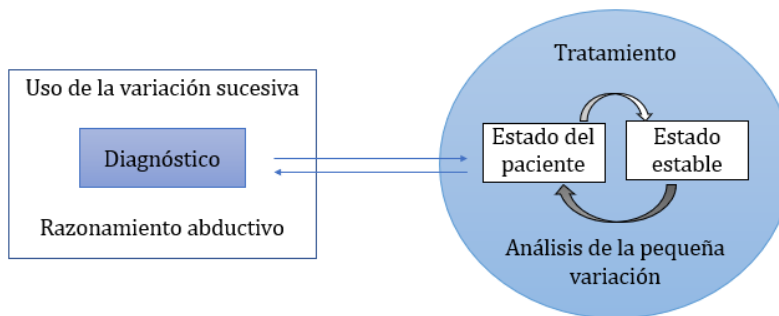 Uso de la variación sucesiva
Diagnóstico
Razonamiento abductivo
Tratamiento
Estado del
paciente
Estado
estable
Análisis de la pequeña
variación